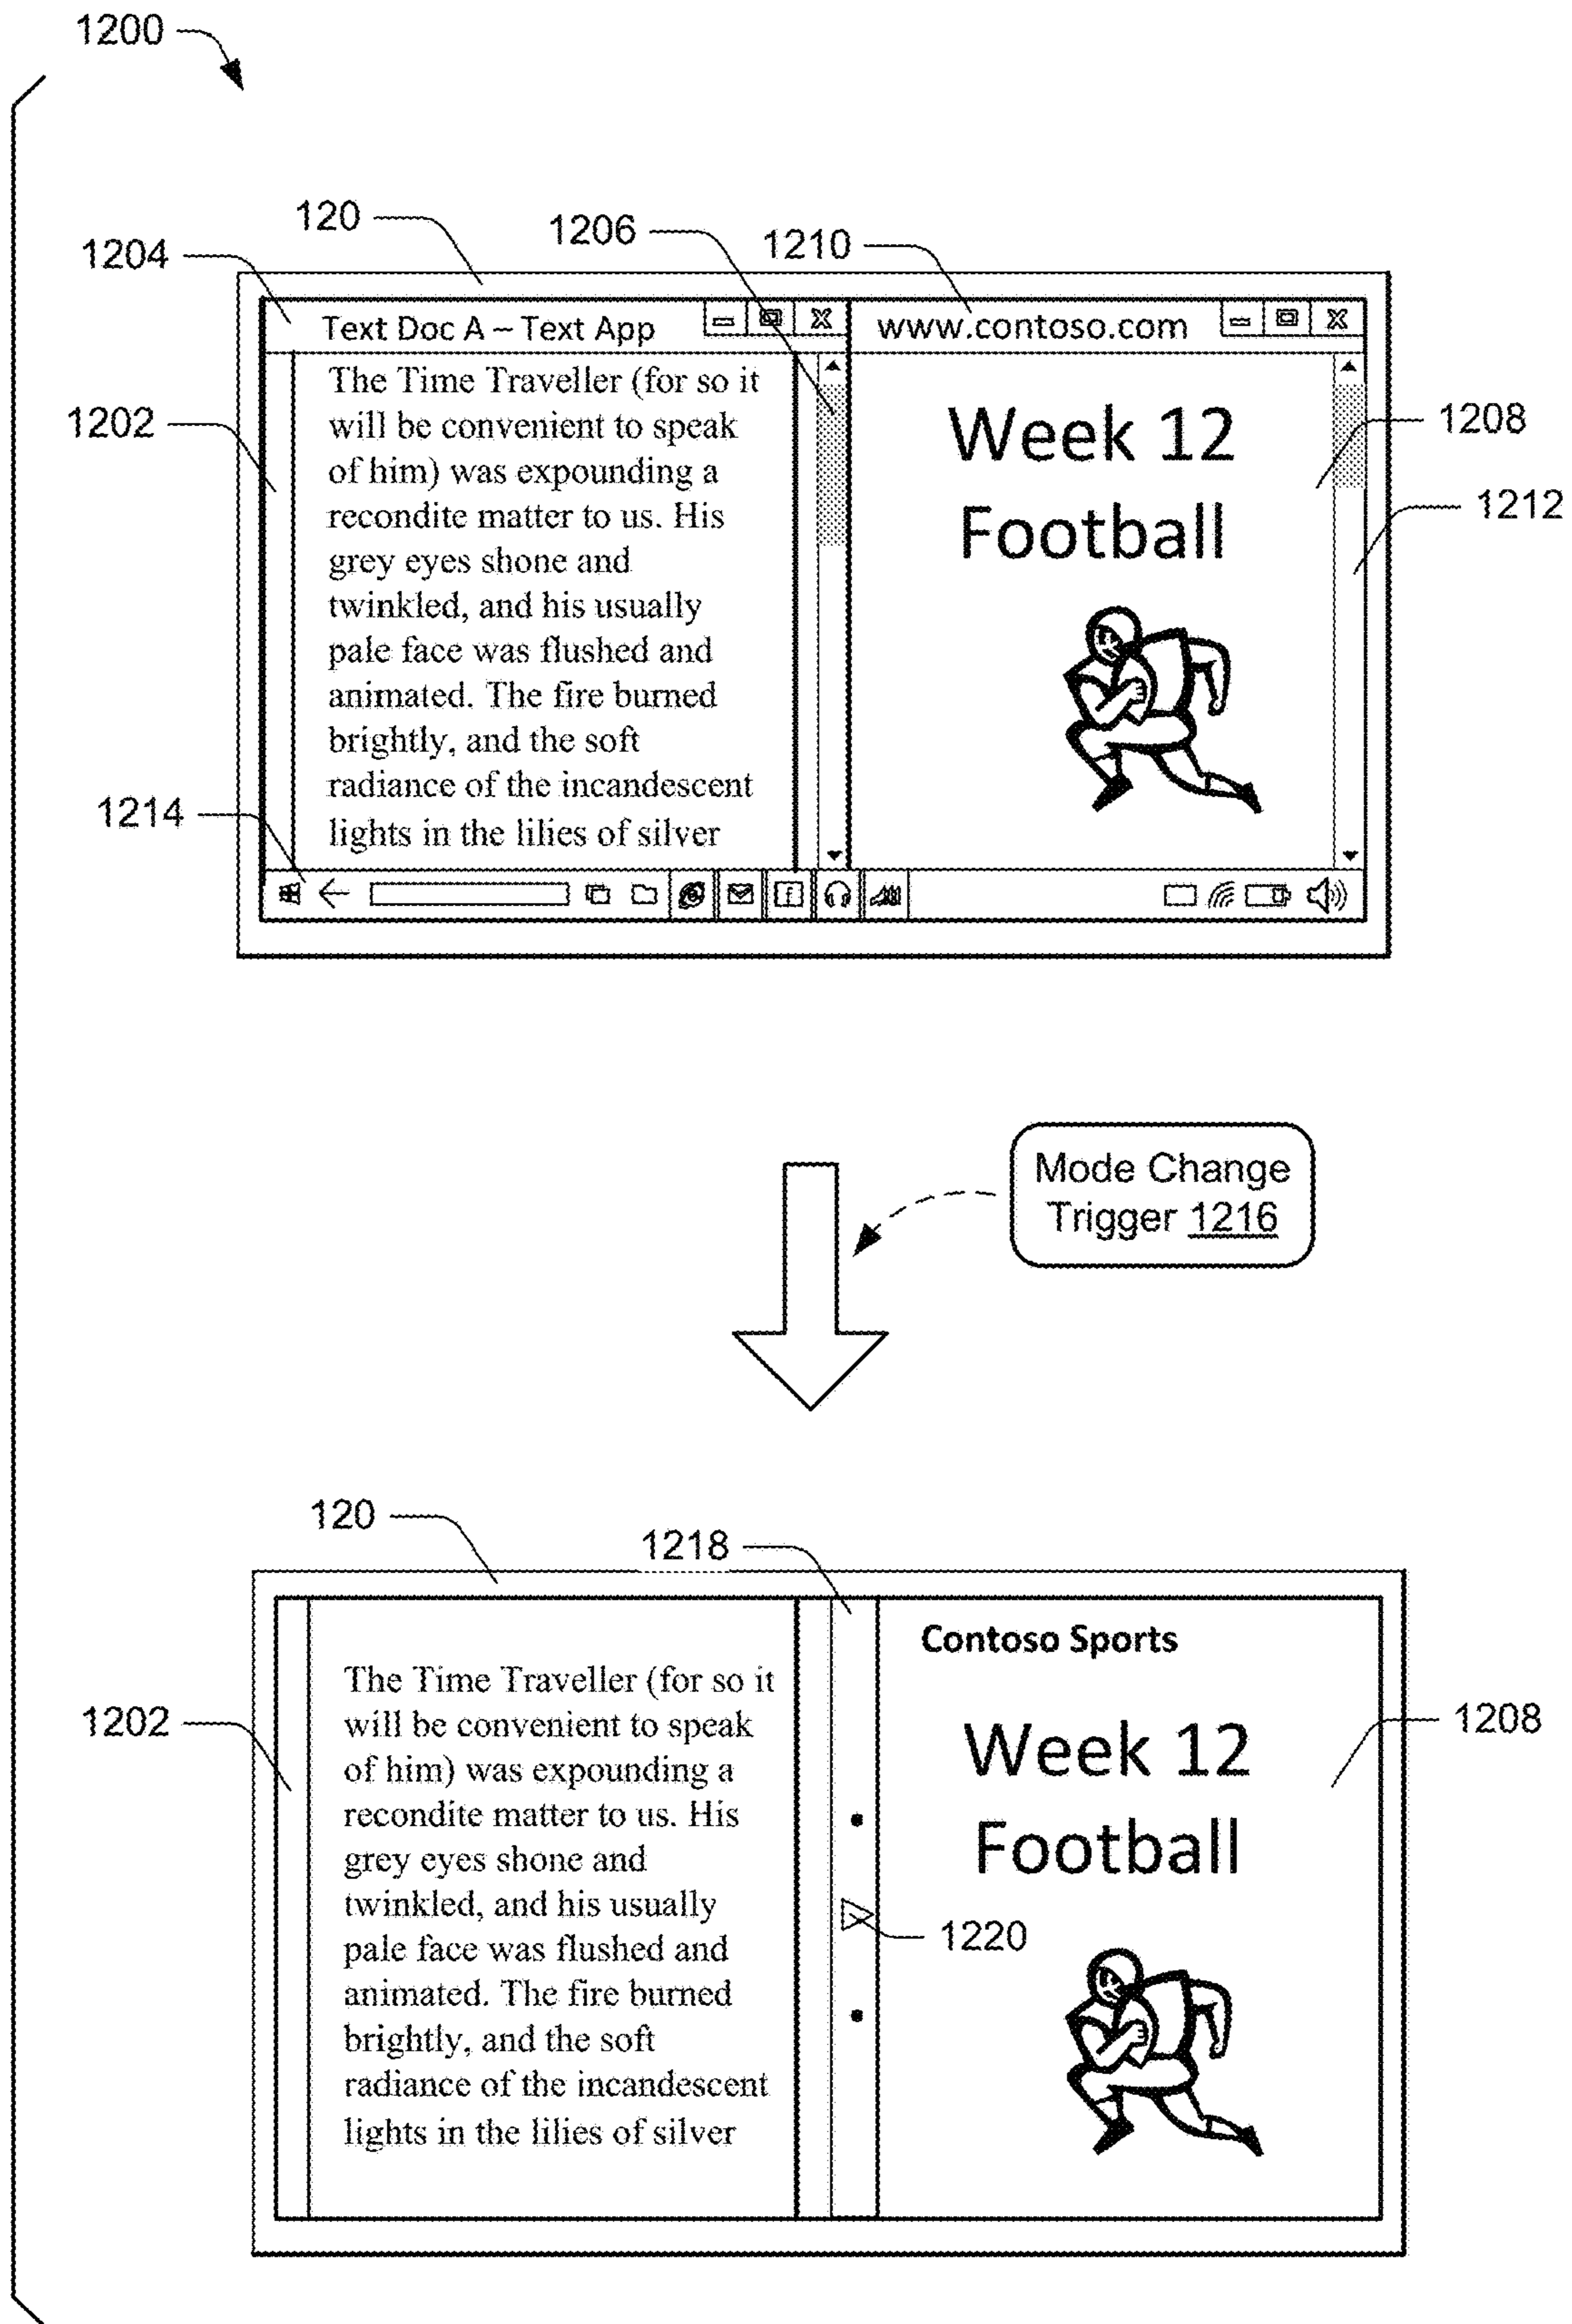 1200
120
1206
1210
1204
Text Doc A – Text App
www.contoso.com
The Time Traveller (for so it
will be convenient to speak
of him) was expounding a
recondite matter to us. His
grey eyes shone and
twinkled, and his usually
pale face was flushed and
animated. The fire burned
brightly, and the soft
radiance of the incandescent
lights in the lilies of silver
Week 12
Football
1202
1208
1212
1214
Mode Change
Trigger 1216
120
1218
Contoso Sports
The Time Traveller (for so it
will be convenient to speak
of him) was expounding a
recondite matter to us. His
grey eyes shone and
twinkled, and his usually
pale face was flushed and
animated. The fire burned
brightly, and the soft
radiance of the incandescent
lights in the lilies of silver
Week 12
Football
1202
1208
1220